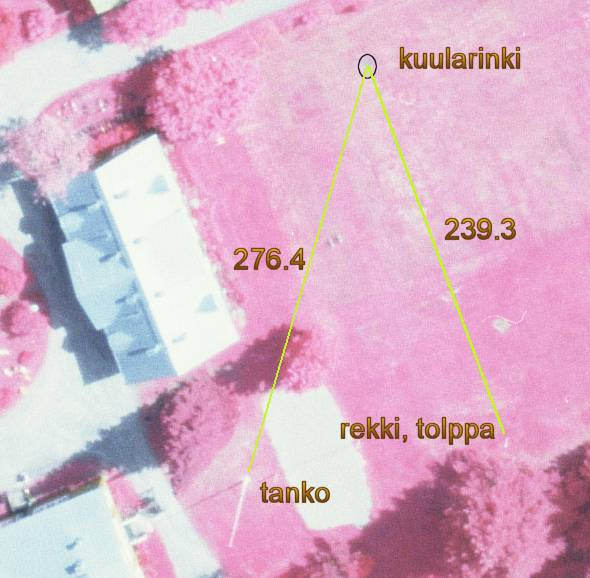 kuularinki
239.3
276.4
rekki, tolppa
tanko